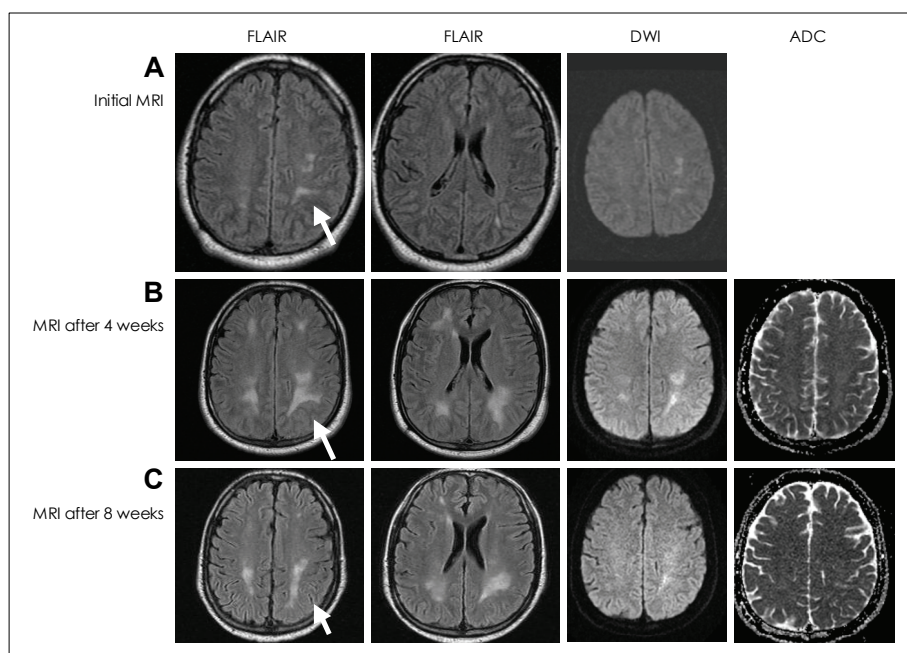 FLAIR FLAIR DWI ADC
A
Initial MRI
B
MRI after 4 weeks
C
MRI after 8 weeks